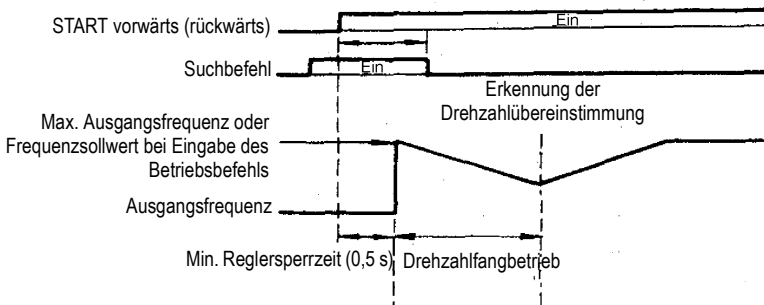 START vorwärts (rückwärts)
Ein
Suchbefehl
Ein
Erkennung der
Drehzahlübereinstimmung
Max. Ausgangsfrequenz oder
Frequenzsollwert bei Eingabe des
Betriebsbefehls
Ausgangsfrequenz
Min. Reglersperrzeit (0,5 s)
Drehzahlfangbetrieb